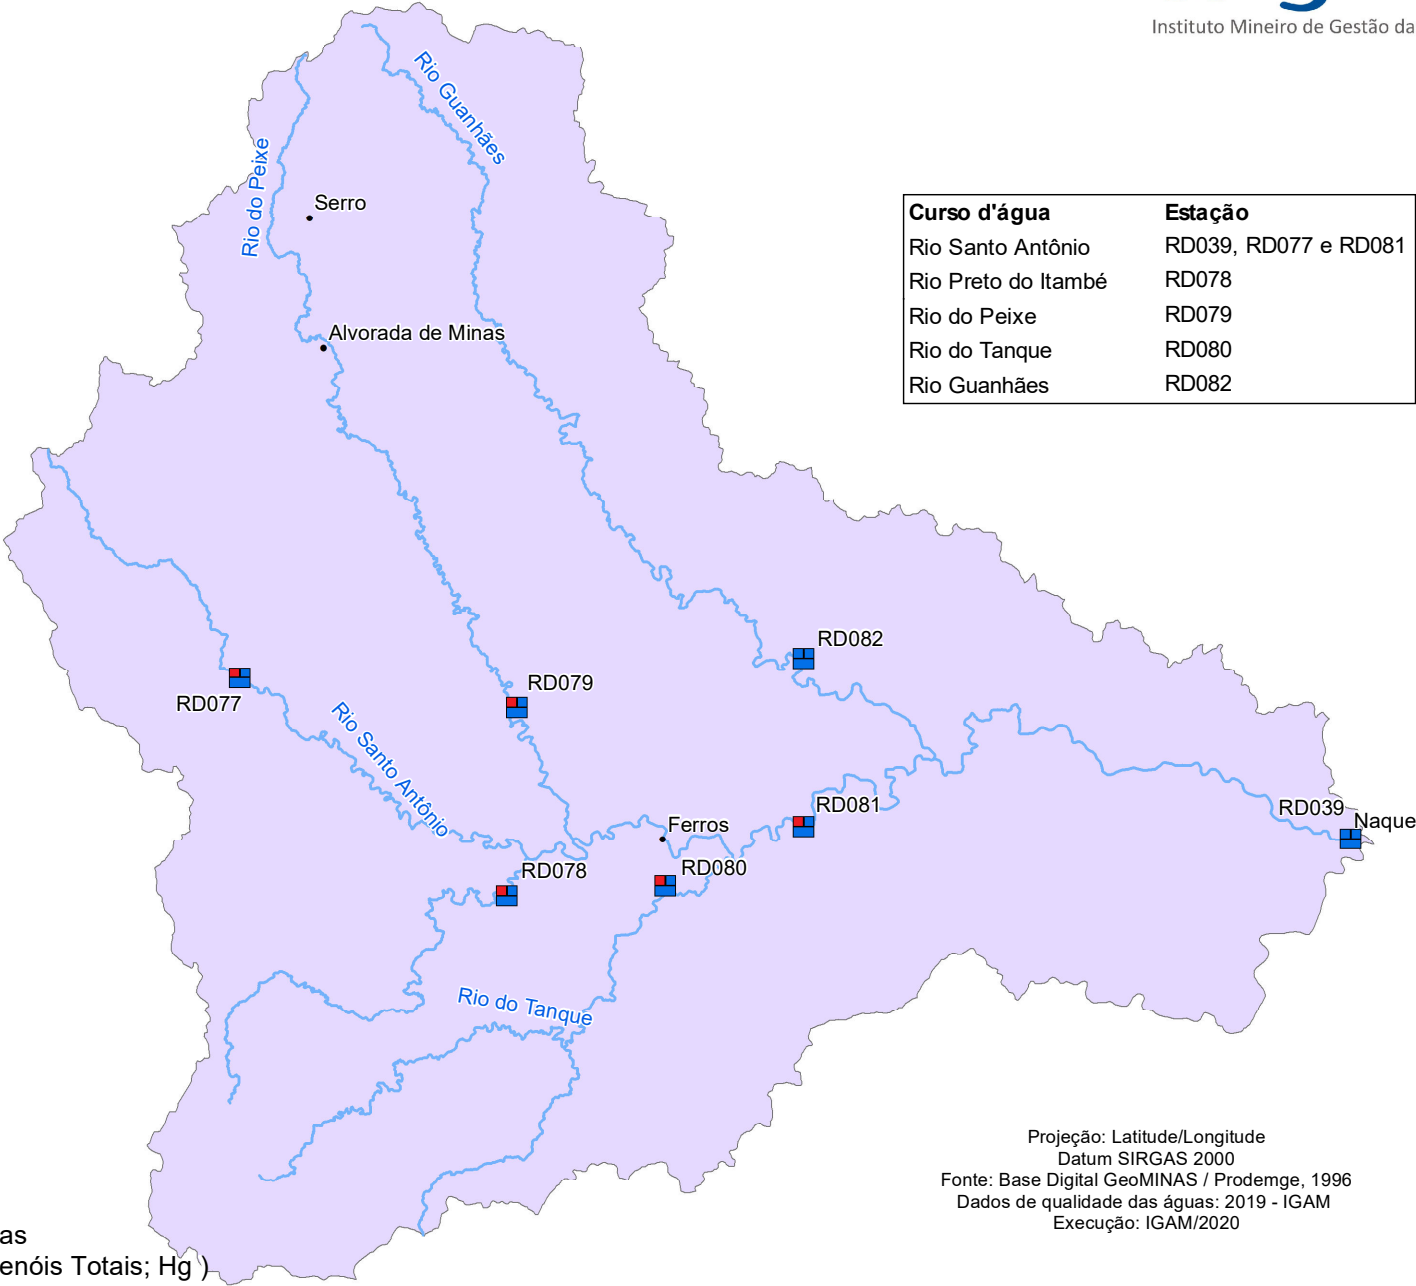 Instituto Mineiro de Gestão da
Rio Guanhães
Rio do Peixe
Serro
Curso d'água Estação
Rio Santo Antônio RD039, RD077 e RD081
Rio Preto do Itambé RD078
Rio do Peixe RD079
Rio do Tanque RD080
Rio Guanhães RD082
Alvorada de Minas
RD082
RD079
RD077
Rio Santo Antônio
RD081
RD039
Naque
Ferros
RD080
RD078
Rio do Tanque
Projeção: Latitude/Longitude
Datum SIRGAS 2000
Fonte: Base Digital GeoMINAS / Prodemge, 1996
Dados de qualidade das águas: 2019 - IGAM
Execução: IGAM/2020
as
enóis Totais; Hg )